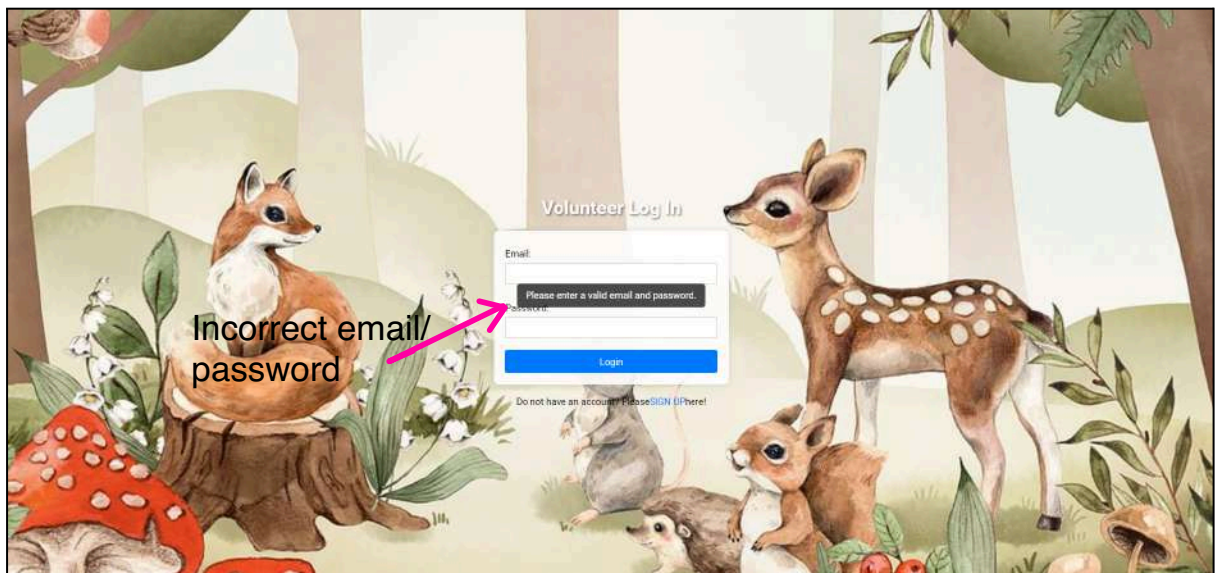 Volunteer Log In
Email:
Please enter a valid email and password.
Password:
Incorrect email/
password
Login
Do not have an account? PleaseSIGN UPhere!